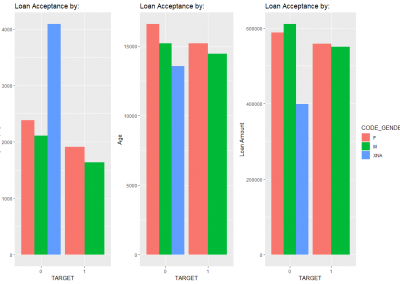 Loan Acceptance by:
Loan Acceptance by:
Loan Acceptance by:
4000
3000
2000
1000
0
0
1
TARGET
Age
15000
10000
5000
0
0
1
TARGET
Loan Amount
600000
400000
200000
0
0
1
TARGET
CODE_GENDE
F
M
XNA